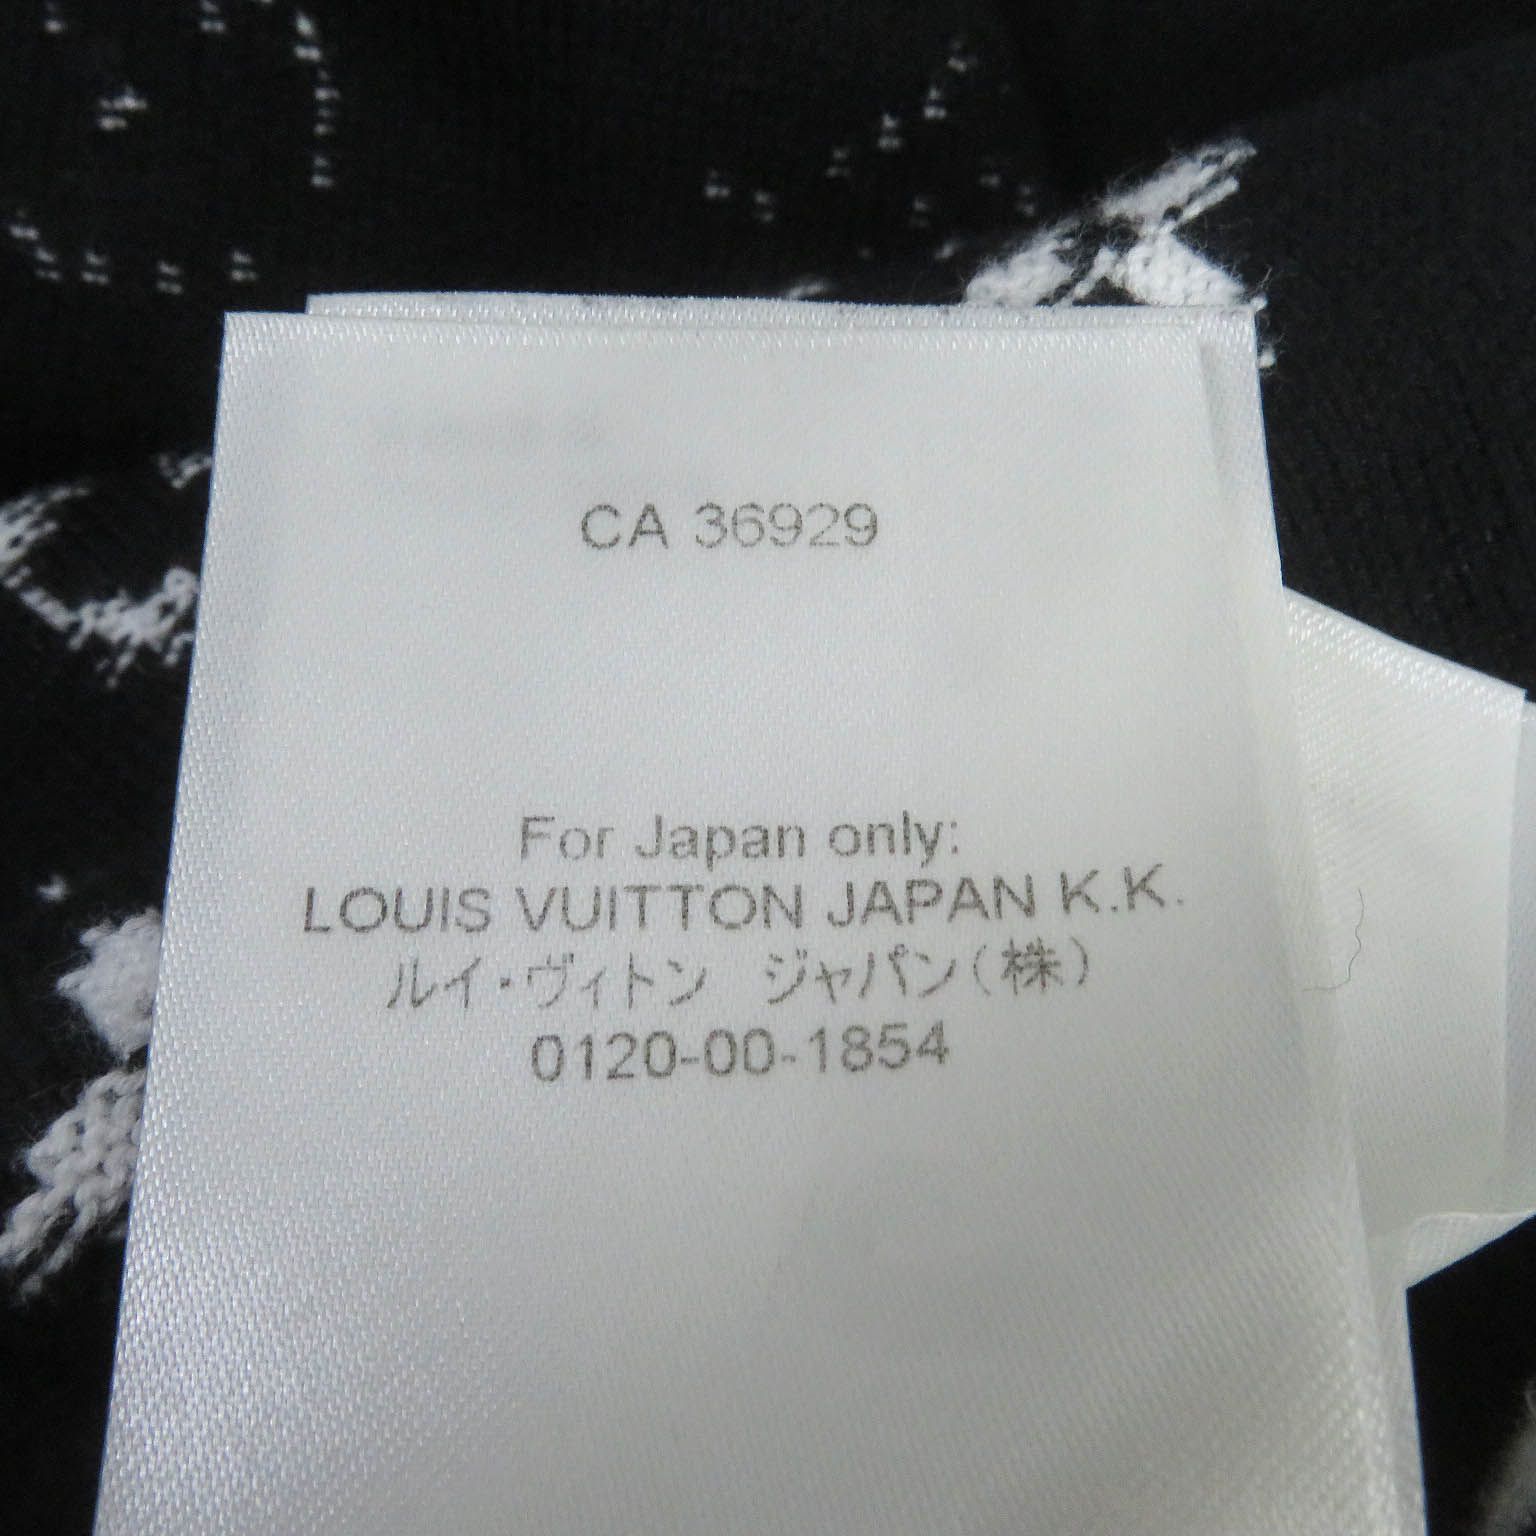 CA 36929
For Japan only:
LOUIS VUITTON JAPAN K.K.
ルイ・ヴィトン　ジャパン(株)
0120-00-1854